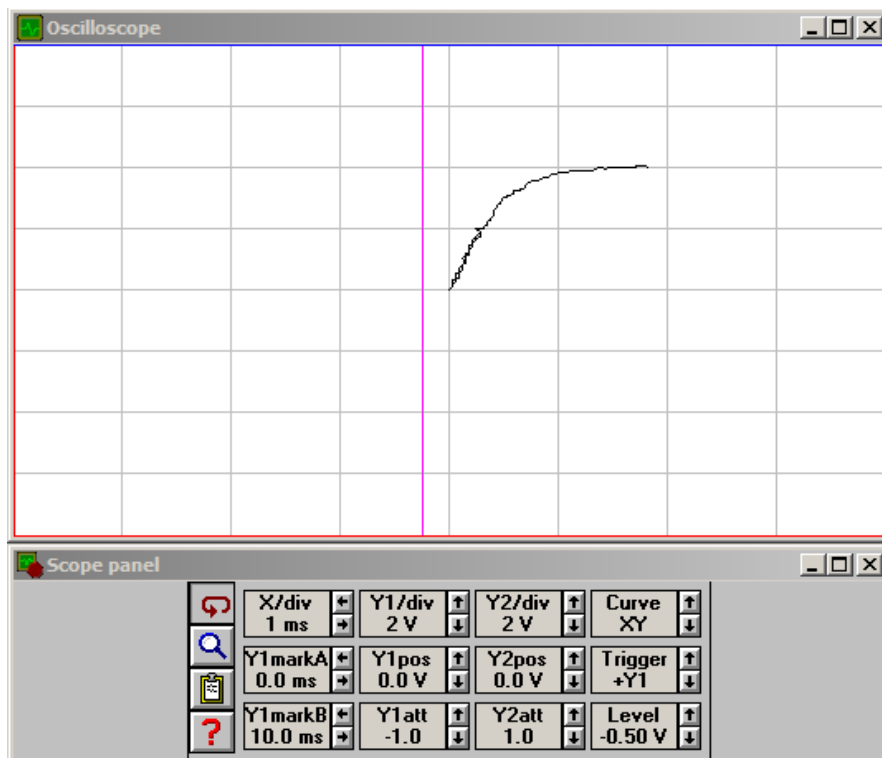 Oscilloscope
Scope panel
X/div Y1/div Y2/div Curve
1 ms 2 V 2 V XY
Y1markA Y1pos Y2pos Trigger
0.0 ms 0.0 V 0.0 V +Y1
Y1markB Y1att Y2att Level
10.0 ms -1.0 1.0 -0.50 V
?